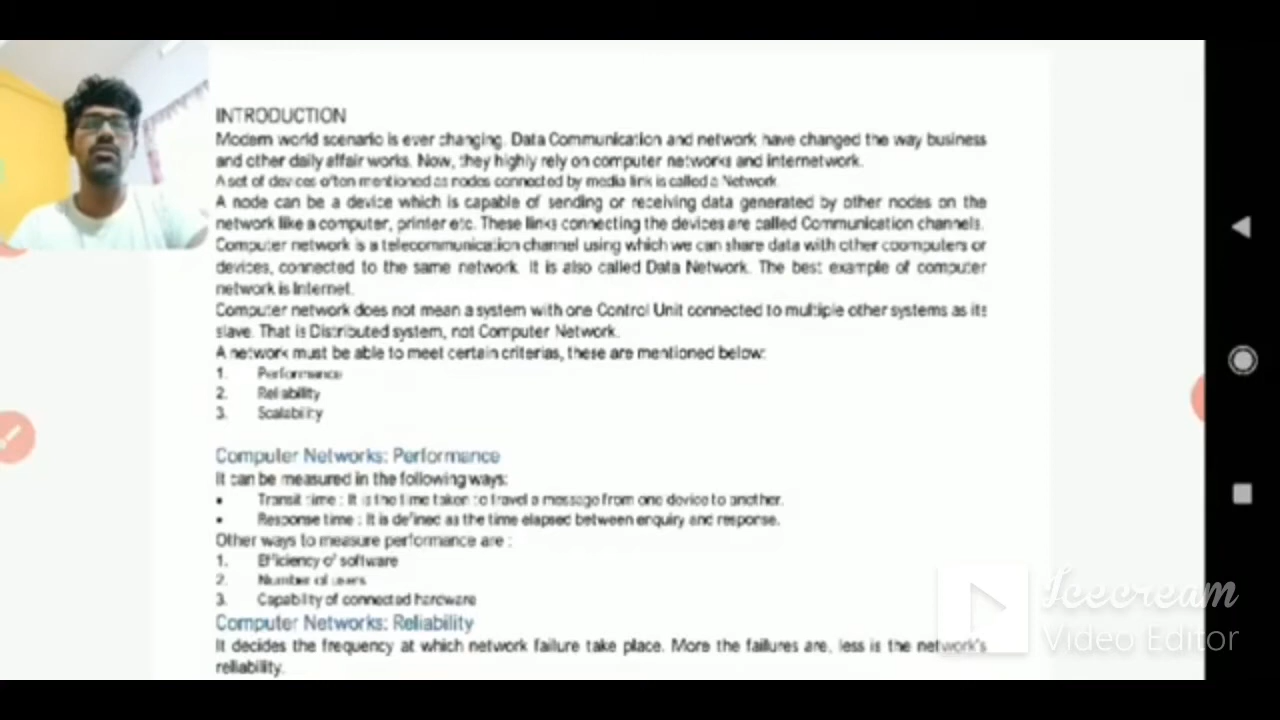 INTRODUCTION
Modern world scenario is ever changing. Data Communication and network have changed the way business
and other daily affair works. Now, they highly rely on computer networks and internetwork.
A set of devices often mentioned as nodes connected by media link is called a Network.
A node can be a device which is capable of sending or receiving data generated by other nodes on the
network like a computer, printer etc. These links connecting the devices are called Communication channels.
Computer network is a telecommunication channel using which we can share data with other coomputers or
devices, connected to the same network. It is also called Data Network. The best example of computer
network is Internet.
Computer network does not mean a system with one Control Unit connected to multiple other systems as its
slave. That is Distributed system, not Computer Network.
A network must be able to meet certain criterias, these are mentioned below:
1. Performance
2. Reliability
3. Scalability
Computer Networks: Performance
It can be measured in the following ways:
• Transit time : It is the time taken to travel a message from one device to another.
• Response time : It is defined as the time elapsed between enquiry and response.
Other ways to measure performance are :
1. Efficiency of software
2. Number of users
3. Capability of connected hardware
Computer Networks: Reliability
It decides the frequency at which network failure take place. More the failures are, less is the network's
reliability.
Icecream
Video Editor